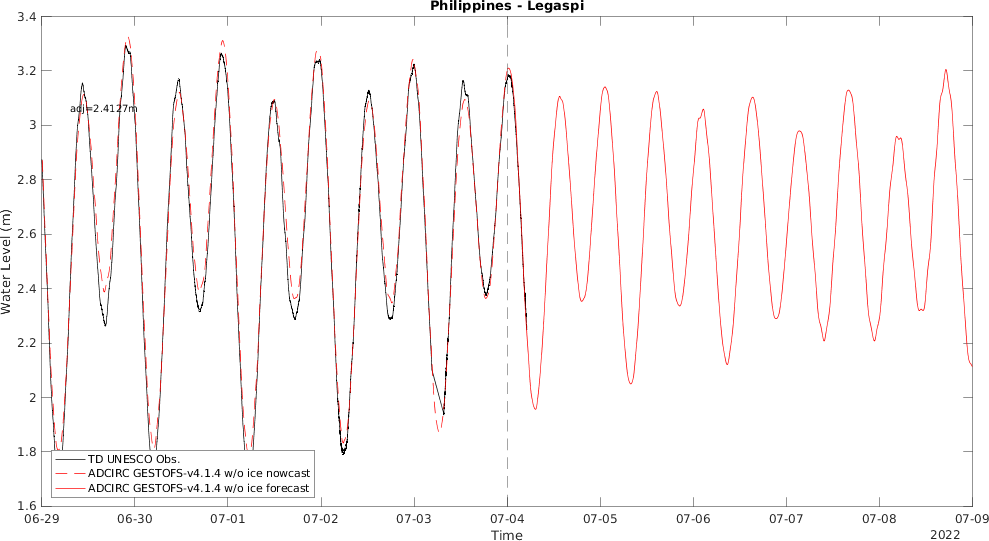 Philippines - Legaspi
3.4
3.2
3
2.8
2.6
2.4
2.2
2
1.8
1.6
Water Level (m)
adj=2.4127m
TD UNESCO Obs.
ADCIRC GESTOFS-v4.1.4 w/o ice nowcast
ADCIRC GESTOFS-v4.1.4 w/o ice forecast
06-29 06-30 07-01 07-02 07-03 07-04 07-05 07-06 07-07 07-08 07-09
Time
2022